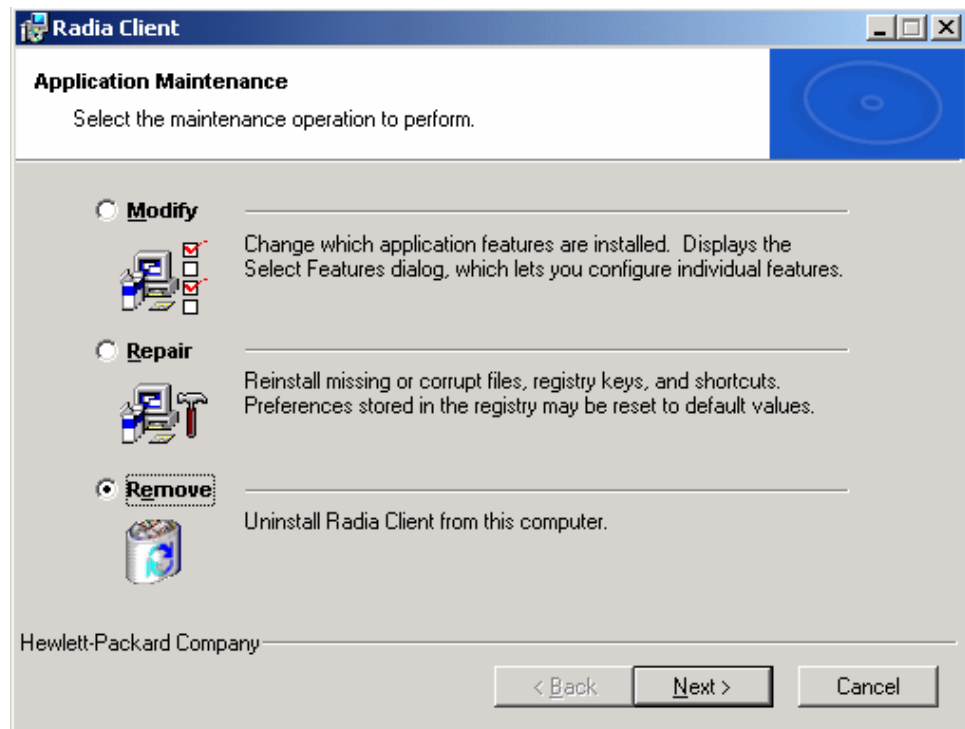 Radia Client
Application Maintenance
Select the maintenance operation to perform.
Modify
Change which application features are installed.  Displays the
Select Features dialog, which lets you configure individual features.
Repair
Reinstall missing or corrupt files, registry keys, and shortcuts.
Preferences stored in the registry may be reset to default values.
Remove
Uninstall Radia Client from this computer.
Hewlett-Packard Company
< Back
Next >
Cancel